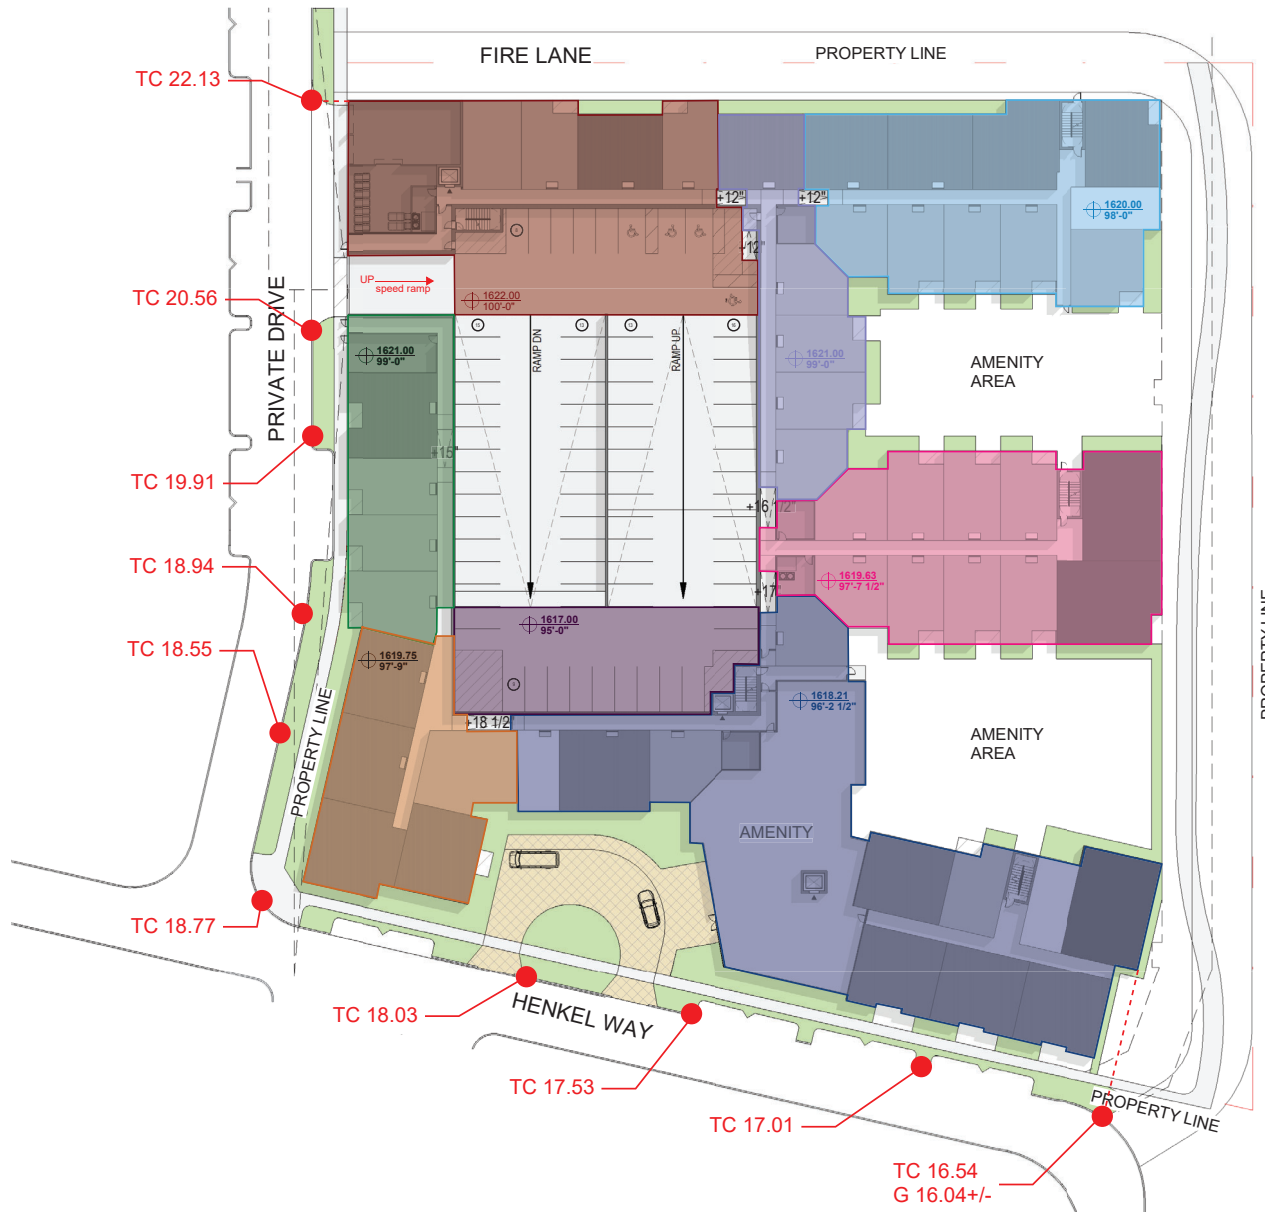 FIRE LANE
PROPERTY LINE
TC 22.13
+12"
+12"
1620.00
98'-0"
+12"
UP
speed ramp
1622.00
100'-0"
TC 20.56
PRIVATE DRIVE
1621.00
99'-0"
RAMP DN
RAMP UP
1621.00
99'-0"
AMENITY
AREA
+15"
TC 19.91
+16 1/2"
TC 18.94
1619.63
97'-7 1/2"
+17"
1617.00
95'-0"
PROPERTY LINE
TC 18.55
1619.75
97'-9"
1618.21
96'-2 1/2"
PROPERTY LINE
+18 1/2"
AMENITY
AREA
AMENITY
TC 18.77
TC 18.03
HENKEL WAY
TC 17.53
TC 17.01
PROPERTY LINE
TC 16.54
G 16.04+/-